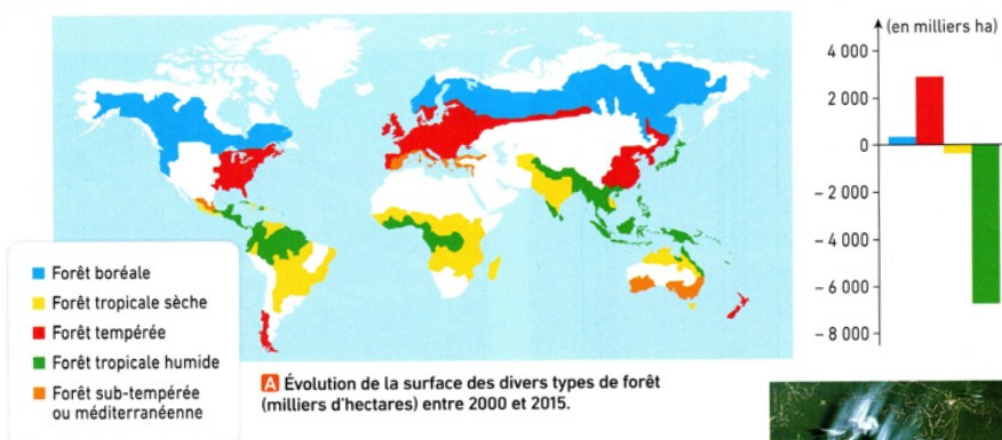 (en milliers ha)
4 000
2 000
0
– 2 000
– 4 000
– 6 000
– 8 000
Forêt boréale
Forêt tropicale sèche
Forêt tempérée
Forêt tropicale humide
Forêt sub-tempérée
ou méditerranéenne
A Évolution de la surface des divers types de forêt
(milliers d'hectares) entre 2000 et 2015.